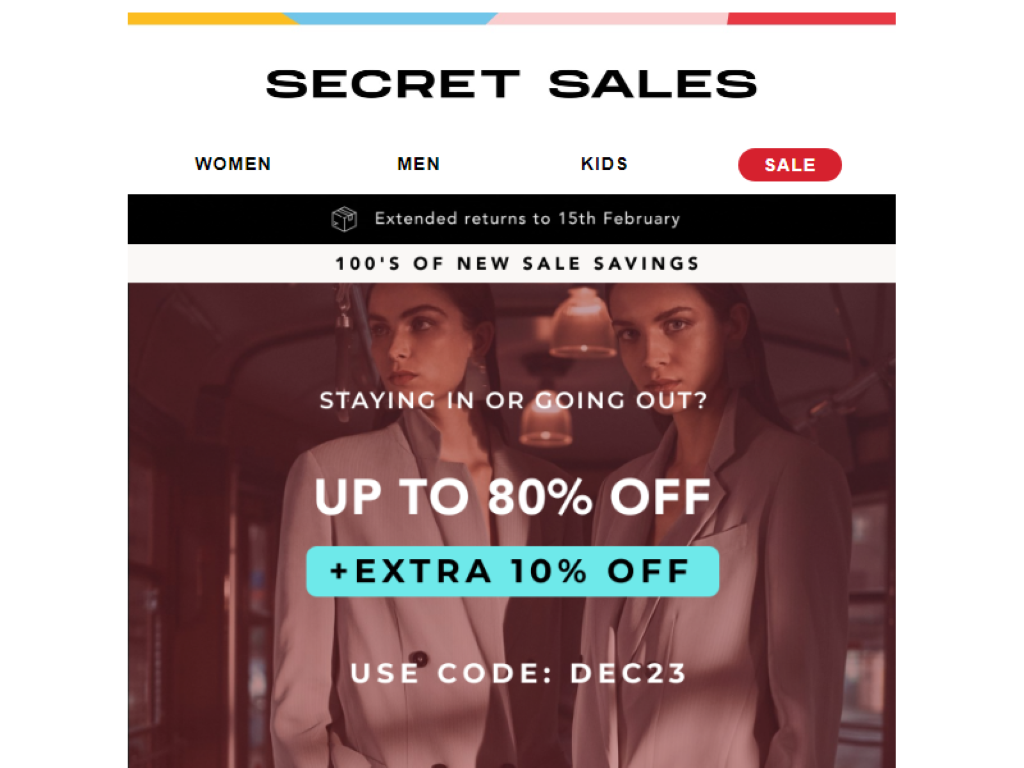 SECRET SALES
WOMEN MEN KIDS SALE
Extended returns to 15th February
100'S OF NEW SALE SAVINGS
STAYING IN OR GOING OUT?
UP TO 80% OFF
+EXTRA 10% OFF
USE CODE: DEC23